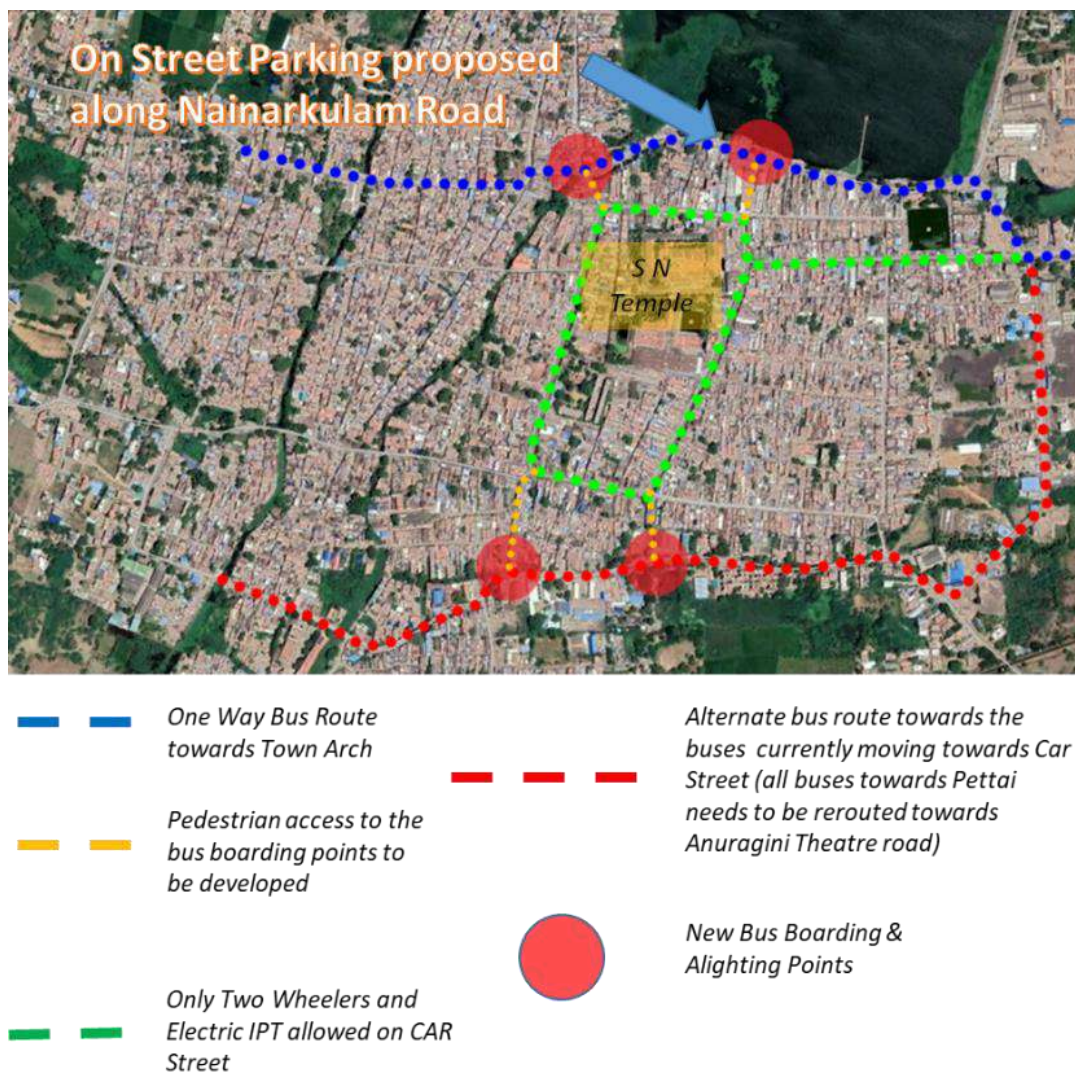 On Street Parking proposed
along Nainarkulam Road
S N
Temple
One Way Bus Route
towards Town Arch
Pedestrian access to the
bus boarding points to
be developed
Only Two Wheelers and
Electric IPT allowed on CAR
Street
Alternate bus route towards the
buses currently moving towards Car
Street (all buses towards Pettai
needs to be rerouted towards
Anuragini Theatre road)
New Bus Boarding &
Alighting Points